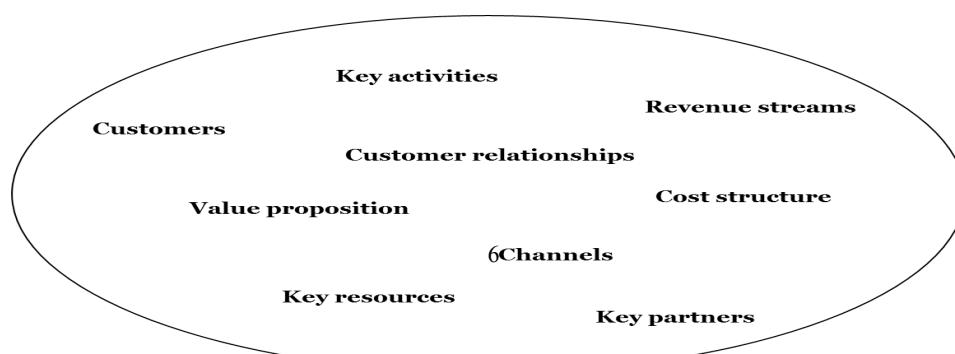 Key activities
Revenue streams
Customers
Customer relationships
Cost structure
Value proposition
6Channels
Key resources
Key partners